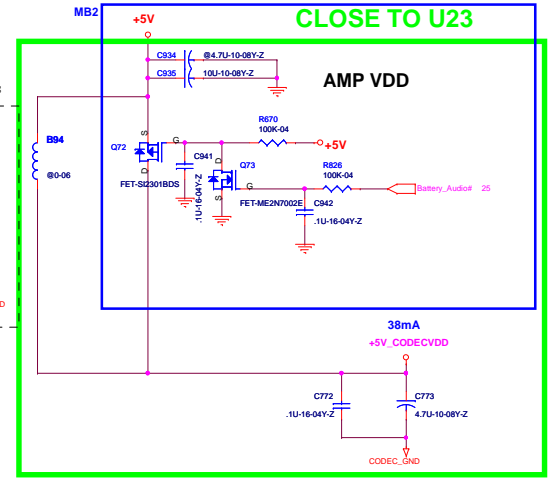 MB2
CLOSE TO U23
+5V
C934
@4.7U-10-08Y-Z
C935
10U-10-08Y-Z
AMP VDD
B94
@0-06
R670
100K-04
+5V
Q72
S
G
D
FET-SI2301BDS
C941
.1U-16-04Y-Z
D
Q73
G
S
FET-ME2N7002E
R826
100K-04
Battery_Audio# 25
C942
.1U-16-04Y-Z
38mA
+5V_CODECVDD
C772
.1U-16-04Y-Z
C773
4.7U-10-08Y-Z
CODEC_GND